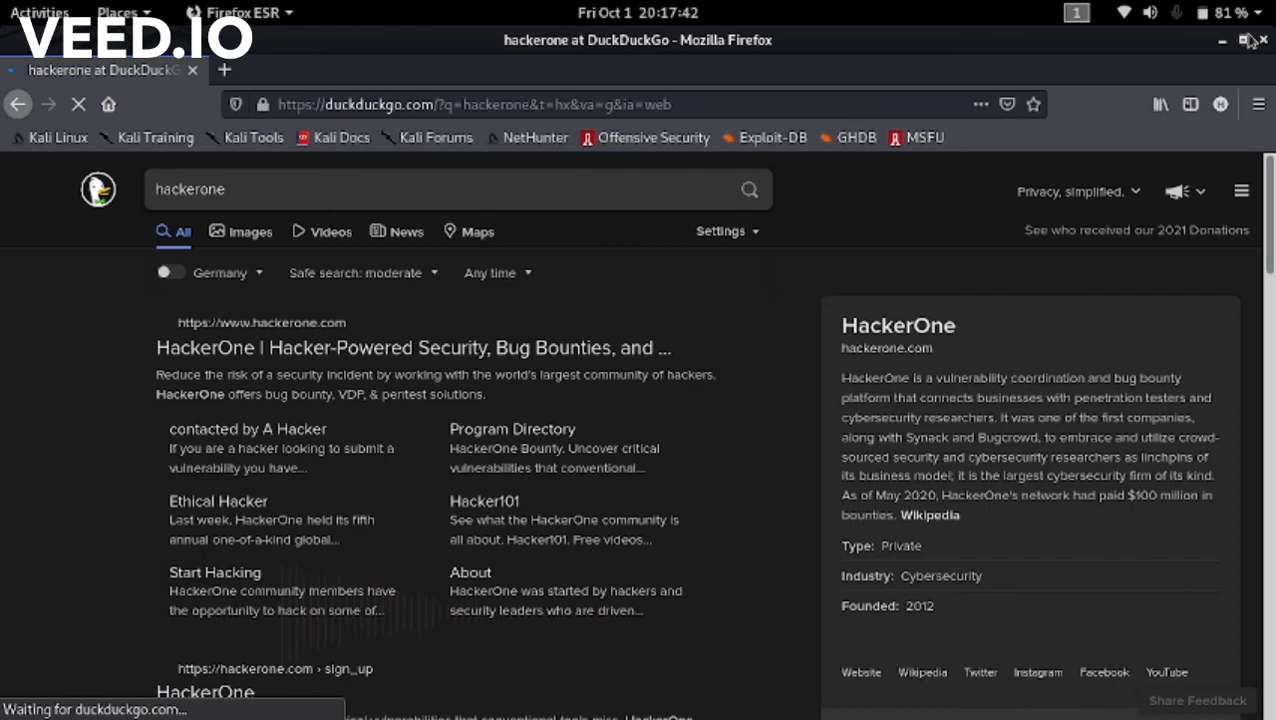 Activities Places Firefox ESR Fri Oct 1 20:17:42 1 81 %
VEED.IO
hackerone at DuckDuckGo - Mozilla Firefox
hackerone at DuckDuckG
https://duckduckgo.com/?q=hackerone&t=hx&va=g&ia=web
Kali Linux Kali Training Kali Tools Kali Docs Kali Forums NetHunter Offensive Security Exploit-DB GHDB MSFU
hackerone
Privacy, simplified.
All Images Videos News Maps Settings
See who received our 2021 Donations
Germany Safe search: moderate Any time
https://www.hackerone.com
HackerOne | Hacker-Powered Security, Bug Bounties, and ...
Reduce the risk of a security incident by working with the world's largest community of hackers.
HackerOne offers bug bounty, VDP, & pentest solutions.
contacted by A Hacker
If you are a hacker looking to submit a
vulnerability you have...
Program Directory
HackerOne Bounty. Uncover critical
vulnerabilities that conventional...
Ethical Hacker
Last week, HackerOne held its fifth
annual one-of-a-kind global...
Hacker101
See what the HackerOne community is
all about. Hacker101. Free videos...
Start Hacking
HackerOne community members have
the opportunity to hack on some of...
About
HackerOne was started by hackers and
security leaders who are driven...
https://hackerone.com › sign_up
HackerOne
vulnerabilities that conventional tools miss. HackerOne
HackerOne
hackerone.com
HackerOne is a vulnerability coordination and bug bounty
platform that connects businesses with penetration testers and
cybersecurity researchers. It was one of the first companies,
along with Synack and Bugcrowd, to embrace and utilize crowd-
sourced security and cybersecurity researchers as linchpins of
its business model; it is the largest cybersecurity firm of its kind.
As of May 2020, HackerOne's network had paid $100 million in
bounties. Wikipedia
Type: Private
Industry: Cybersecurity
Founded: 2012
Website Wikipedia Twitter Instagram Facebook YouTube
Share Feedback
Waiting for duckduckgo.com...